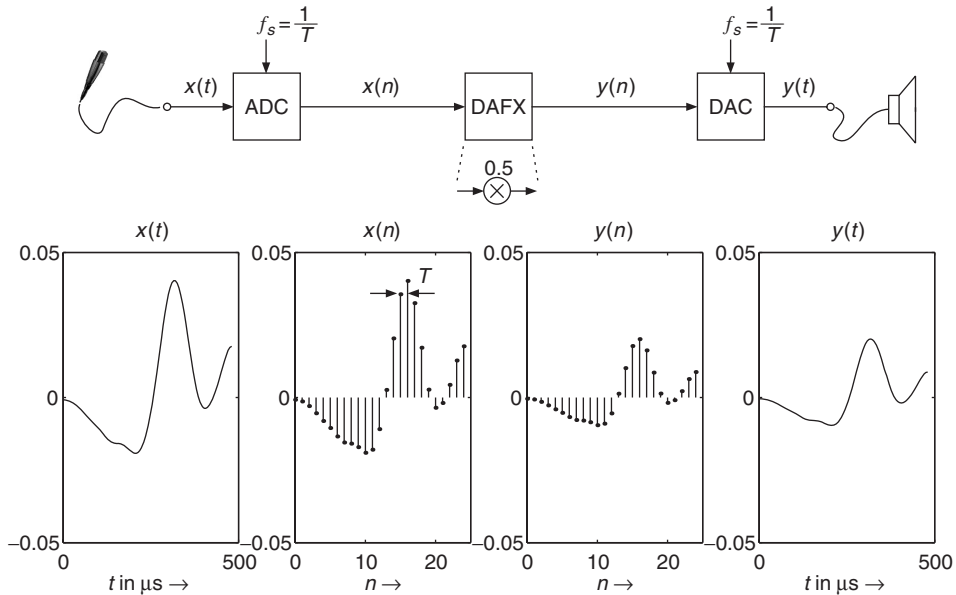 f_s = 1/T
f_s = 1/T
x(t)
ADC
x(n)
DAFX
y(n)
DAC
y(t)
0.5
×
x(t)
x(n)
y(n)
y(t)
0.05
0.05
0.05
0.05
T
0
0
0
0
−0.05
−0.05
−0.05
−0.05
0
500
0
10
20
0
10
20
0
500
t in μs →
n →
n →
t in μs →